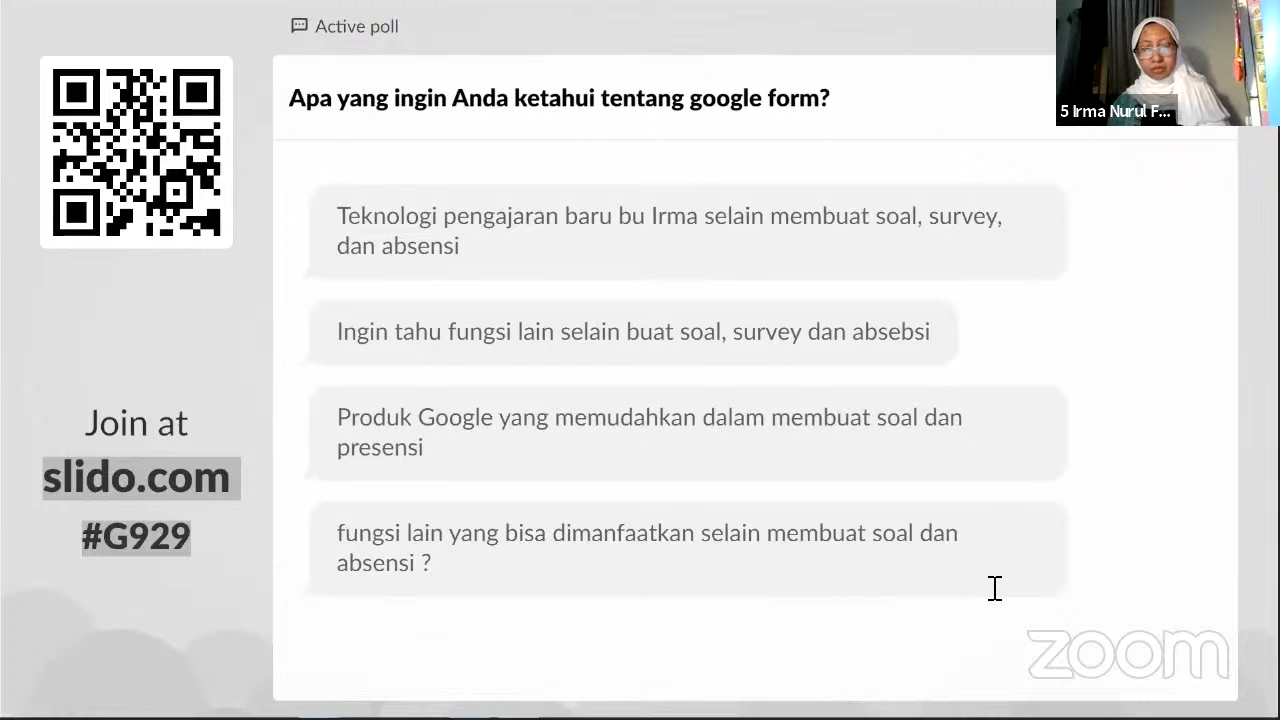 Active poll
Apa yang ingin Anda ketahui tentang google form?
5 Irma Nurul F...
Teknologi pengajaran baru bu Irma selain membuat soal, survey,
dan absensi
Ingin tahu fungsi lain selain buat soal, survey dan absebsi
Produk Google yang memudahkan dalam membuat soal dan
presensi
fungsi lain yang bisa dimanfaatkan selain membuat soal dan
absensi ?
Join at
slido.com
#G929
zoom